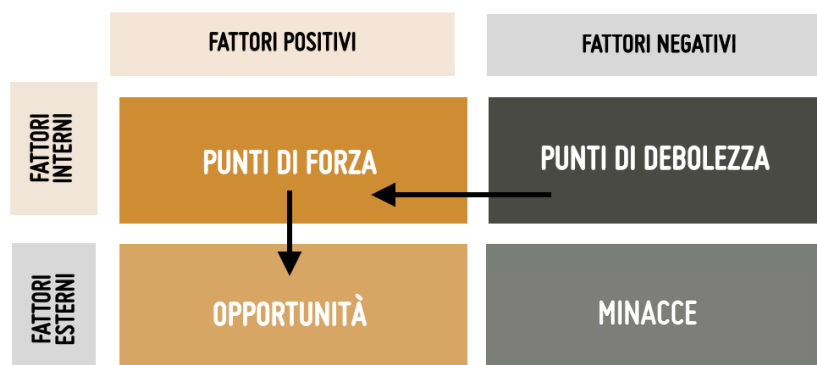 FATTORI POSITIVI
FATTORI NEGATIVI
FATTORI
INTERNI
PUNTI DI FORZA
PUNTI DI DEBOLEZZA
FATTORI
ESTERNI
OPPORTUNITÀ
MINACCE